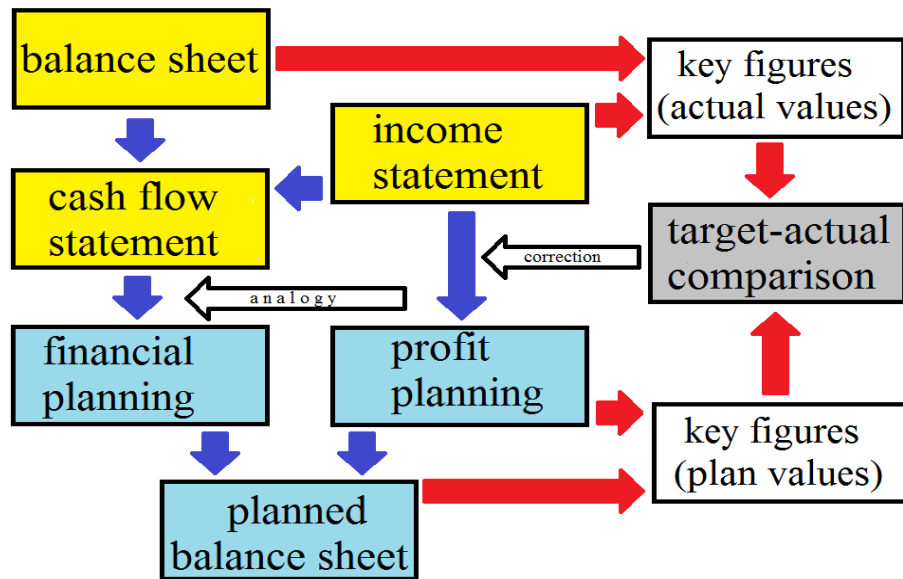 balance sheet
key figures
(actual values)
income
statement
cash flow
statement
target-actual
comparison
correction
analogy
financial
planning
profit
planning
key figures
(plan values)
planned
balance sheet